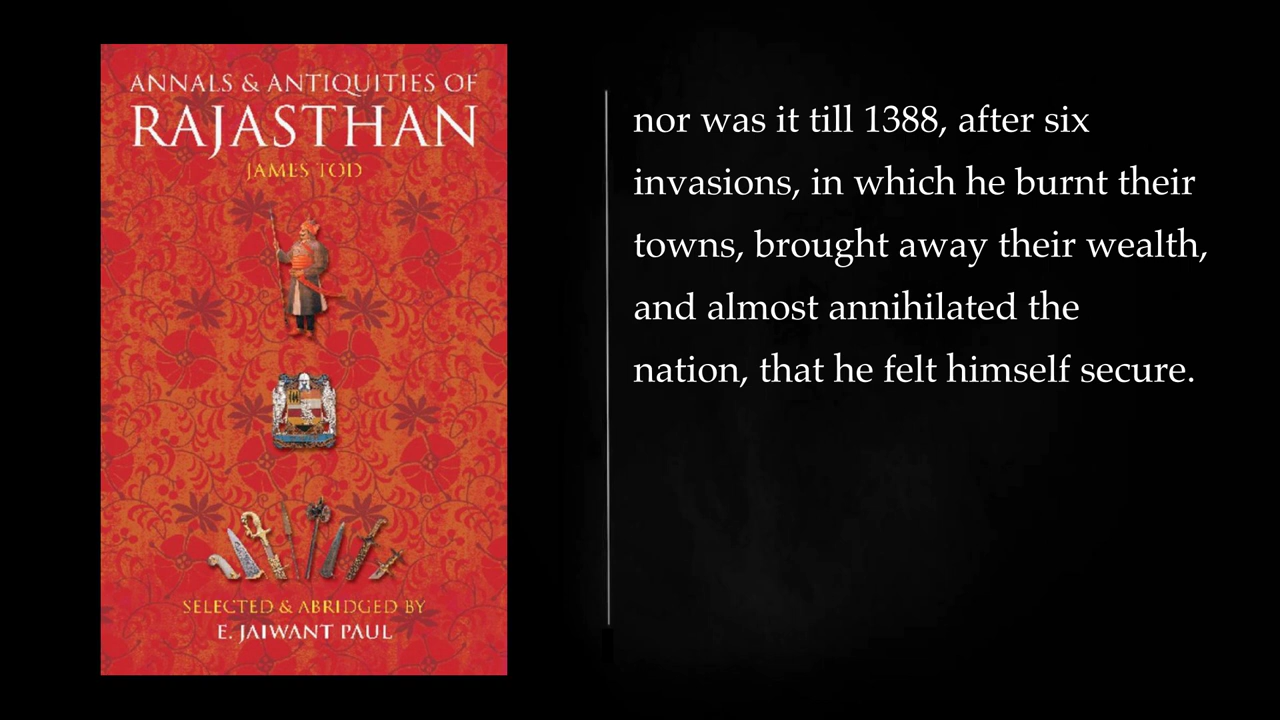 ANNALS & ANTIQUITIES OF
RAJASTHAN
JAMES TOD
SELECTED & ABRIDGED BY
E. JAIWANT PAUL
nor was it till 1388, after six
invasions, in which he burnt their
towns, brought away their wealth,
and almost annihilated the
nation, that he felt himself secure.